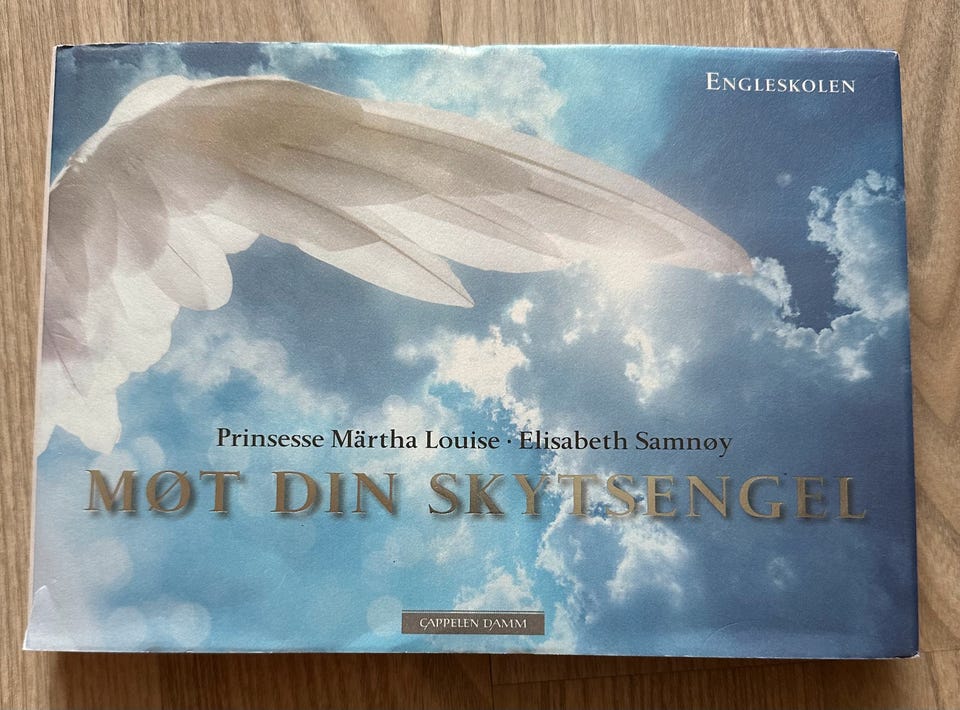 ENGLESKOLEN
Prinsesse Märtha Louise · Elisabeth Samnøy
MØT DIN SKYTSENGEL
CAPPELEN DAMM